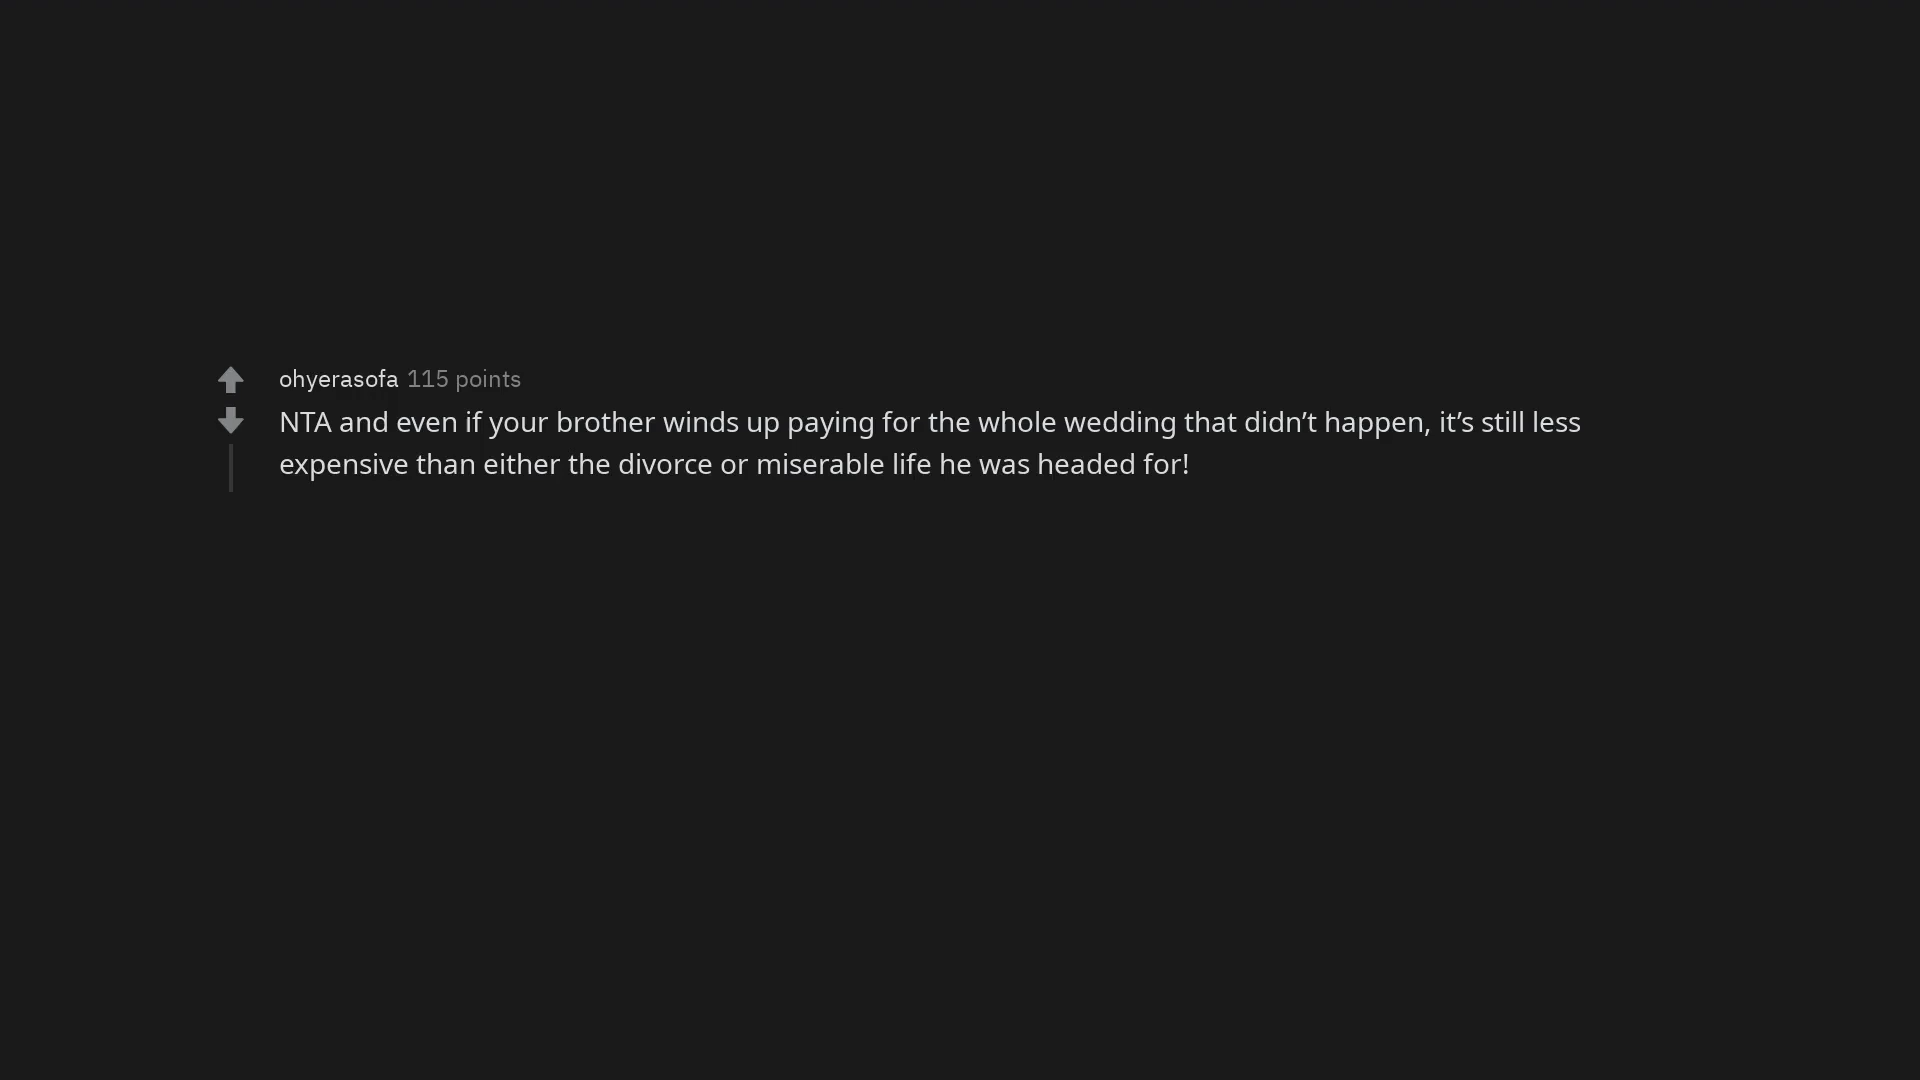 ohyerasofa 115 points
NTA and even if your brother winds up paying for the whole wedding that didn’t happen, it’s still less
expensive than either the divorce or miserable life he was headed for!